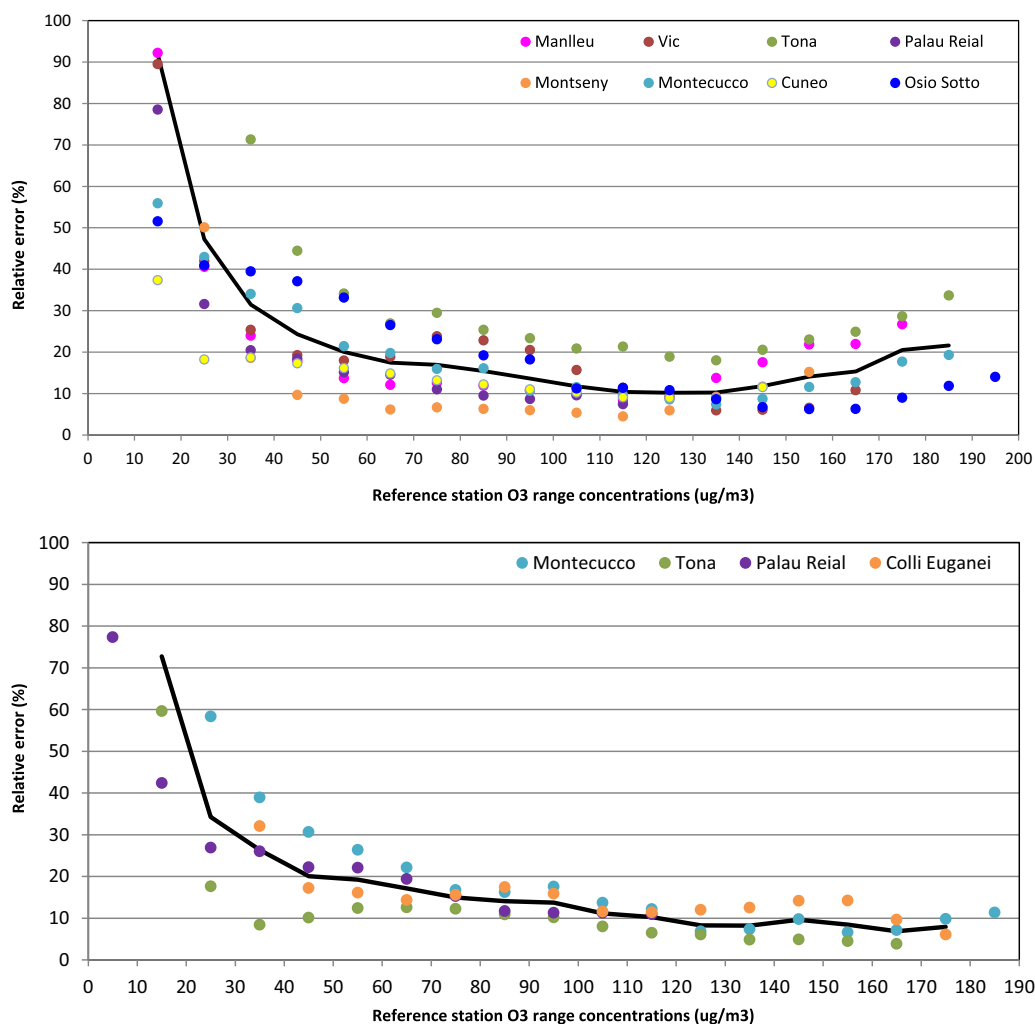 100
90
80
70
60
50
40
30
20
10
0
Relative error (%)
Manlleu Vic Tona Palau Reial
Montseny Montecucco Cuneo Osio Sotto
0 10 20 30 40 50 60 70 80 90 100 110 120 130 140 150 160 170 180 190 200
Reference station O3 range concentrations (ug/m3)
100
90
80
70
60
50
40
30
20
10
0
Relative error (%)
Montecucco Tona Palau Reial Colli Euganei
0 10 20 30 40 50 60 70 80 90 100 110 120 130 140 150 160 170 180 190
Reference station O3 range concentrations (ug/m3)